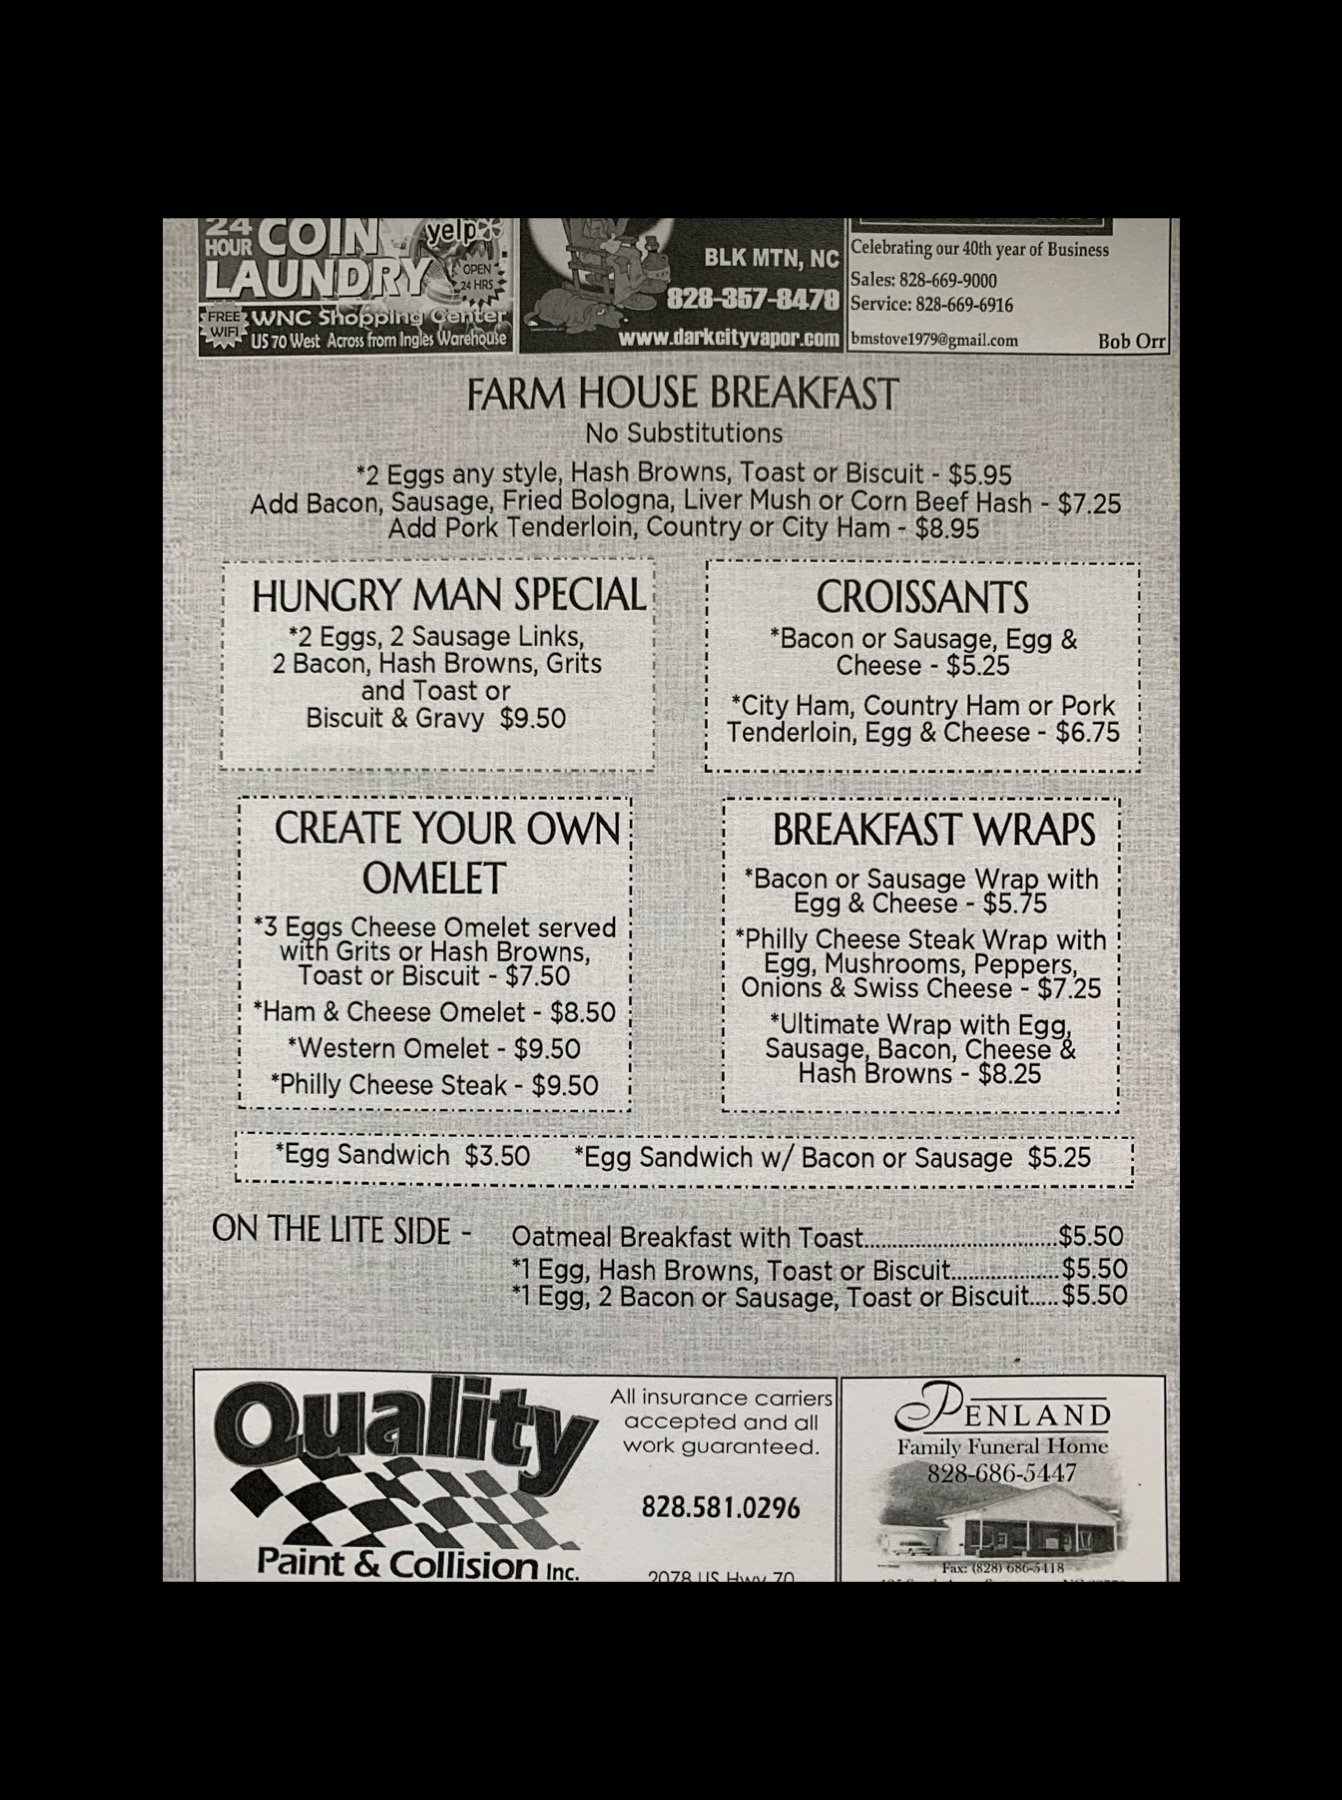 24
HOUR COIN
LAUNDRY
yelp
OPEN
24 HRS
FREE
WIFI
WNC Shopping Center
US 70 West Across from Ingles Warehouse
BLK MTN, NC
828-357-8479
www.darkcityvapor.com
Celebrating our 40th year of Business
Sales: 828-669-9000
Service: 828-669-6916
bmstove1979@gmail.com Bob Orr
FARM HOUSE BREAKFAST
No Substitutions
*2 Eggs any style, Hash Browns, Toast or Biscuit - $5.95
Add Bacon, Sausage, Fried Bologna, Liver Mush or Corn Beef Hash - $7.25
Add Pork Tenderloin, Country or City Ham - $8.95
HUNGRY MAN SPECIAL
*2 Eggs, 2 Sausage Links,
2 Bacon, Hash Browns, Grits
and Toast or
Biscuit & Gravy $9.50
CROISSANTS
*Bacon or Sausage, Egg &
Cheese - $5.25
*City Ham, Country Ham or Pork
Tenderloin, Egg & Cheese - $6.75
CREATE YOUR OWN
OMELET
*3 Eggs Cheese Omelet served
with Grits or Hash Browns,
Toast or Biscuit - $7.50
*Ham & Cheese Omelet - $8.50
*Western Omelet - $9.50
*Philly Cheese Steak - $9.50
BREAKFAST WRAPS
*Bacon or Sausage Wrap with
Egg & Cheese - $5.75
*Philly Cheese Steak Wrap with
Egg, Mushrooms, Peppers,
Onions & Swiss Cheese - $7.25
*Ultimate Wrap with Egg,
Sausage, Bacon, Cheese &
Hash Browns - $8.25
*Egg Sandwich $3.50 *Egg Sandwich w/ Bacon or Sausage $5.25
ON THE LITE SIDE - Oatmeal Breakfast with Toast..............................$5.50
*1 Egg, Hash Browns, Toast or Biscuit...................$5.50
*1 Egg, 2 Bacon or Sausage, Toast or Biscuit.....$5.50
Quality
Paint & Collision Inc.
All insurance carriers
accepted and all
work guaranteed.
828.581.0296
2078 US Hwy 70
PENLAND
Family Funeral Home
828-686-5447
Fax: (828) 686-5418